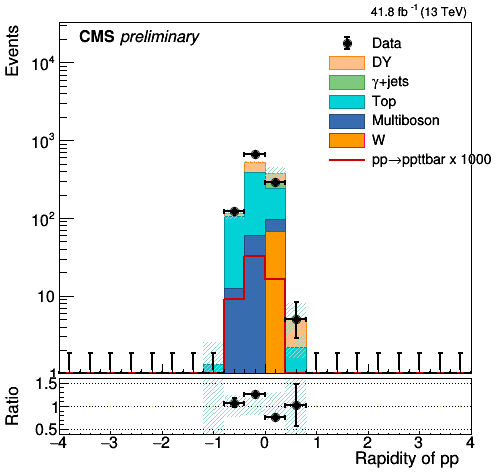 41.8 fb⁻¹ (13 TeV)
CMS preliminary
Events
Data
DY
γ+jets
Top
Multiboson
W
pp→ppttbar x 1000
10⁴
10³
10²
10
1
Ratio
1.5
1
0.5
−4 −3 −2 −1 0 1 2 3 4
Rapidity of pp